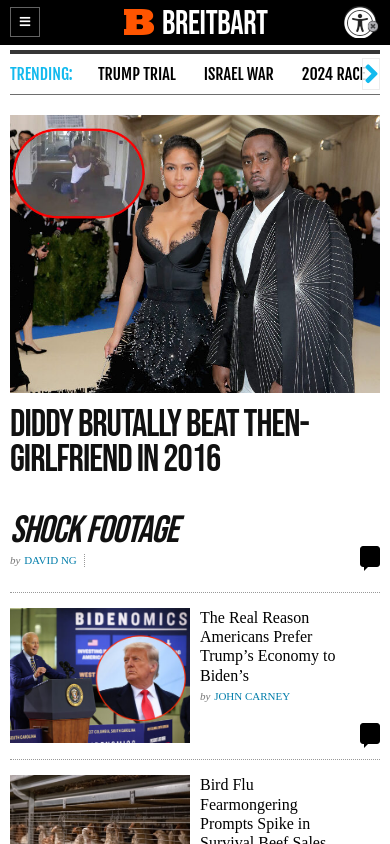 BREITBART
TRENDING: TRUMP TRIAL ISRAEL WAR 2024 RACE
DIDDY BRUTALLY BEAT THEN-
GIRLFRIEND IN 2016
SHOCK FOOTAGE
by DAVID NG
BIDENOMICS
The Real Reason
Americans Prefer
Trump’s Economy to
Biden’s
by JOHN CARNEY
Bird Flu
Fearmongering
Prompts Spike in
Survival Beef Sales